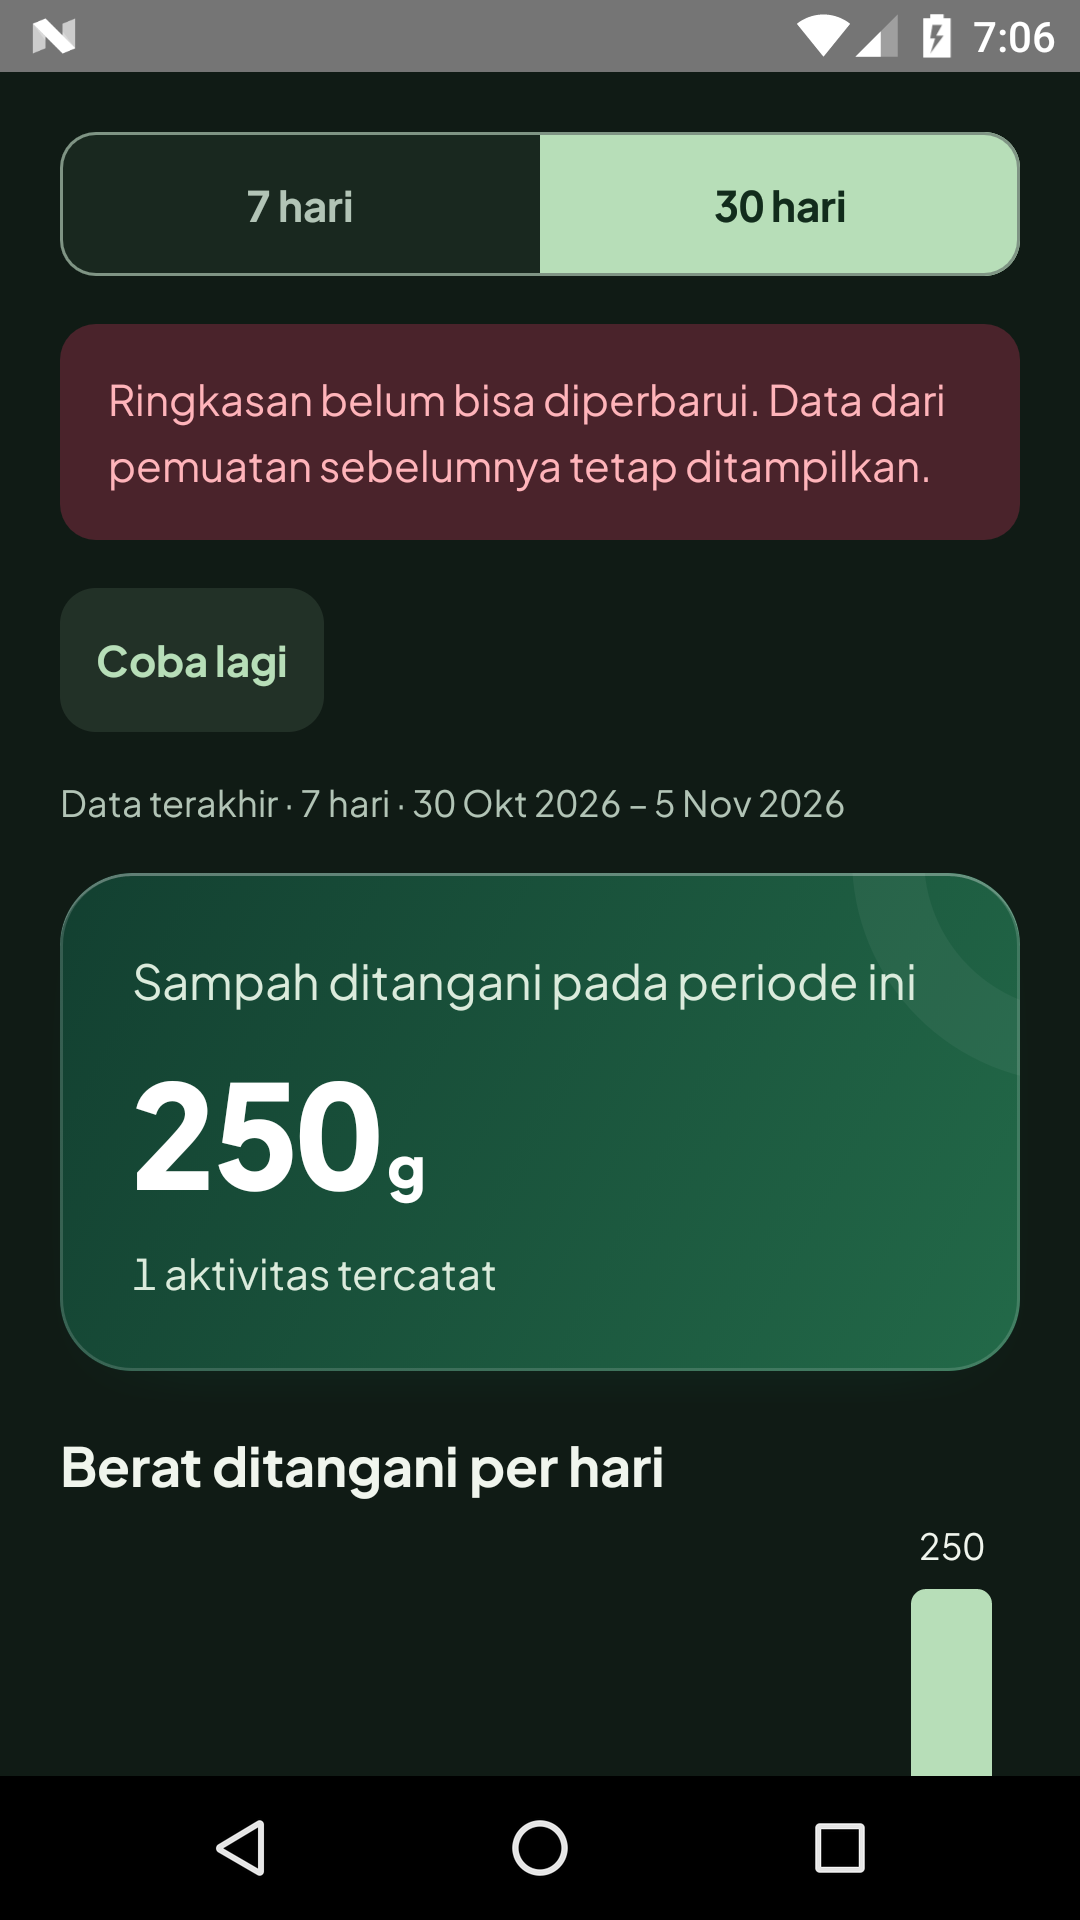 7:06
7 hari
30 hari
Ringkasan belum bisa diperbarui. Data dari
pemuatan sebelumnya tetap ditampilkan.
Coba lagi
Data terakhir · 7 hari · 30 Okt 2026 – 5 Nov 2026
Sampah ditangani pada periode ini
250 g
1 aktivitas tercatat
Berat ditangani per hari
250